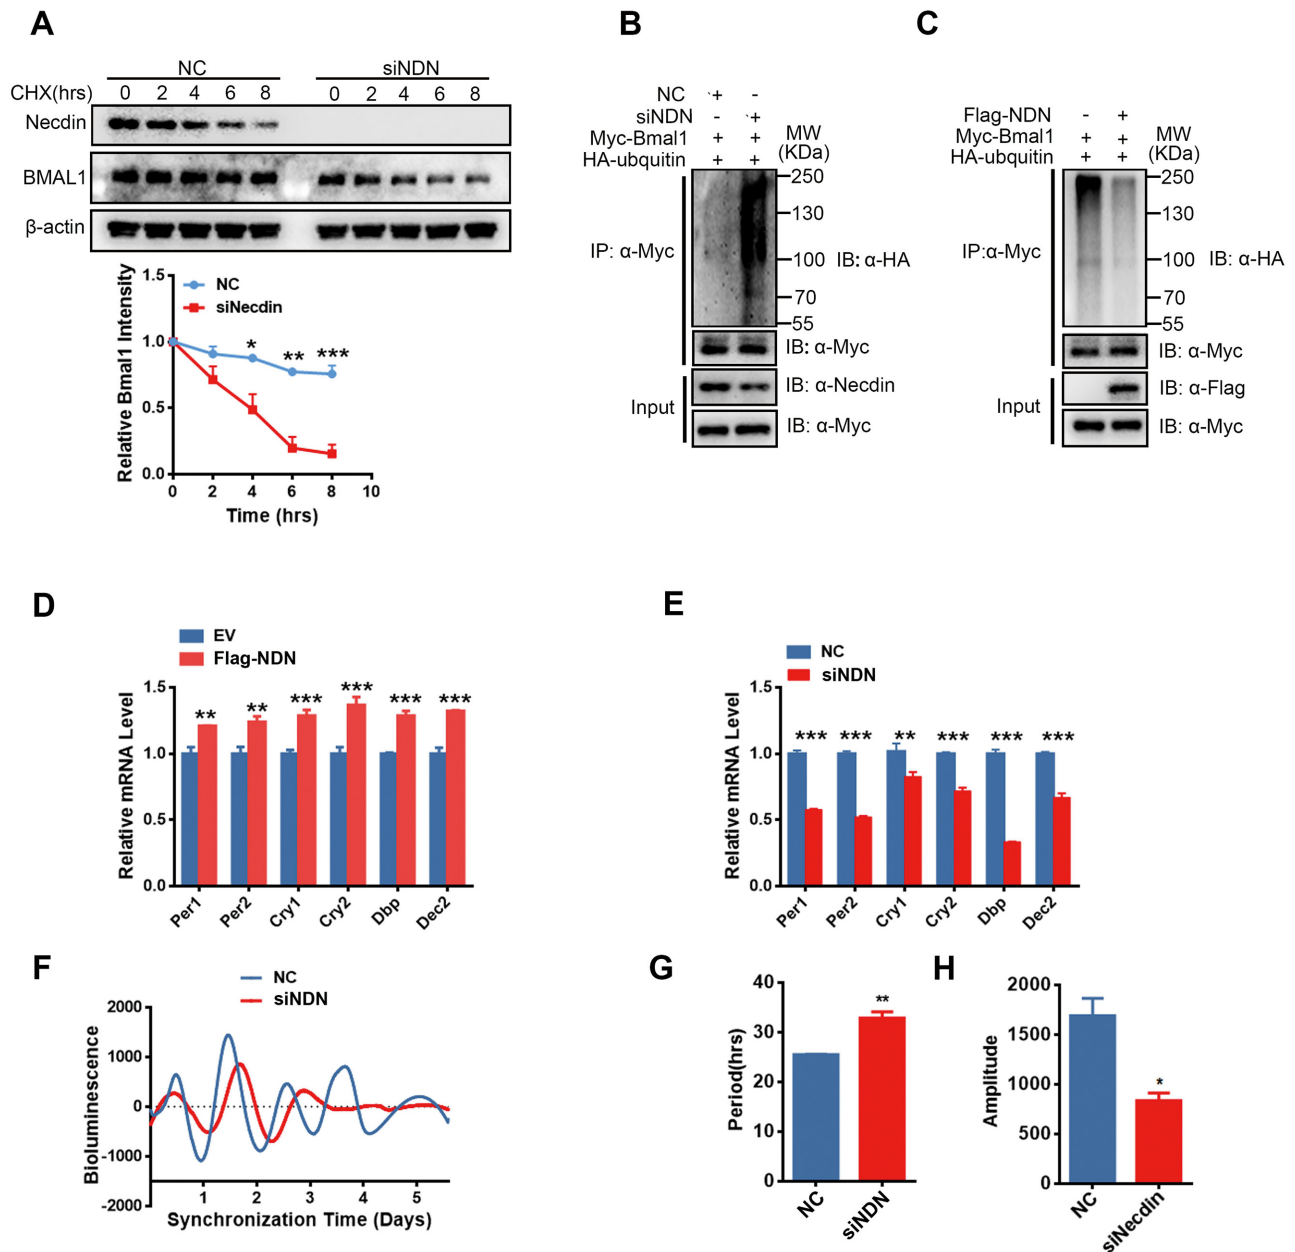 A
NC siNDN
CHX(hrs) 0 2 4 6 8 0 2 4 6 8
Necdin
BMAL1
β-actin
1.5
1.0
0.5
0.0
Relative Bmal1 Intensity
NC
siNecdin
* ** ***
0 2 4 6 8 10
Time (hrs)
B
NC + -
siNDN - +
Myc-Bmal1 + +
HA-ubquitin + +
MW
(KDa)
250
130
100
70
55
IP: α-Myc
IB: α-HA
IB: α-Myc
Input
IB: α-Necdin
IB: α-Myc
C
Flag-NDN - +
Myc-Bmal1 + +
HA-ubquitin + +
MW
(KDa)
250
130
100
70
55
IP:α-Myc
IB: α-HA
IB: α-Myc
Input
IB: α-Flag
IB: α-Myc
D
EV
Flag-NDN
Relative mRNA Level
1.5
1.0
0.5
0.0
** ** *** *** *** ***
Per1 Per2 Cry1 Cry2 Dbp Dec2
E
NC
siNDN
Relative mRNA Level
1.5
1.0
0.5
0.0
*** *** ** *** *** ***
Per1 Per2 Cry1 Cry2 Dbp Dec2
F
NC
siNDN
Bioluminescence
2000
1000
0
-1000
-2000
1 2 3 4 5
Synchronization Time (Days)
G
Period(hrs)
40
30
20
10
0
**
NC siNDN
H
Amplitude
2000
1500
1000
500
0
*
NC siNecdin